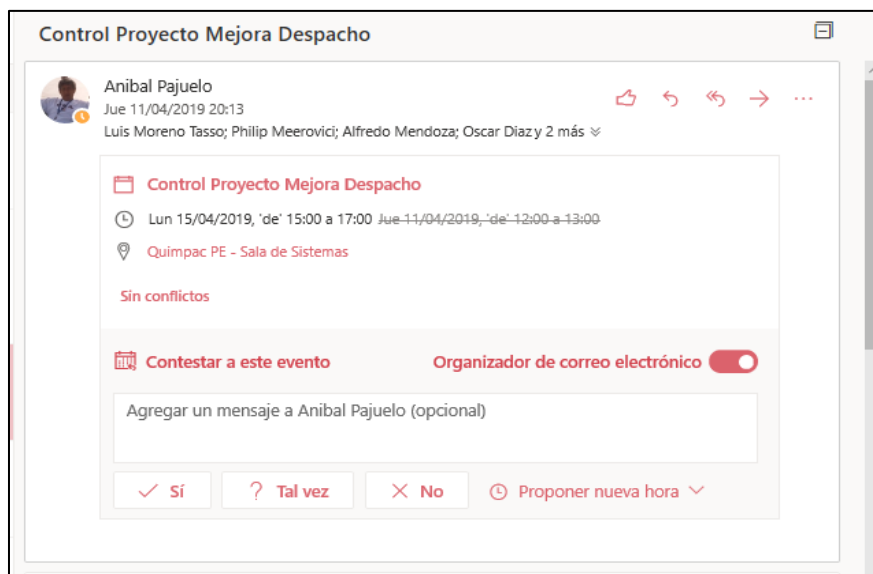 Control Proyecto Mejora Despacho
Anibal Pajuelo
Jue 11/04/2019 20:13
Luis Moreno Tasso; Philip Meerovici; Alfredo Mendoza; Oscar Diaz y 2 más
Control Proyecto Mejora Despacho
Lun 15/04/2019, 'de' 15:00 a 17:00 Jue 11/04/2019, 'de' 12:00 a 13:00
Quimpac PE - Sala de Sistemas
Sin conflictos
Contestar a este evento Organizador de correo electrónico
Agregar un mensaje a Anibal Pajuelo (opcional)
Sí ? Tal vez No Proponer nueva hora